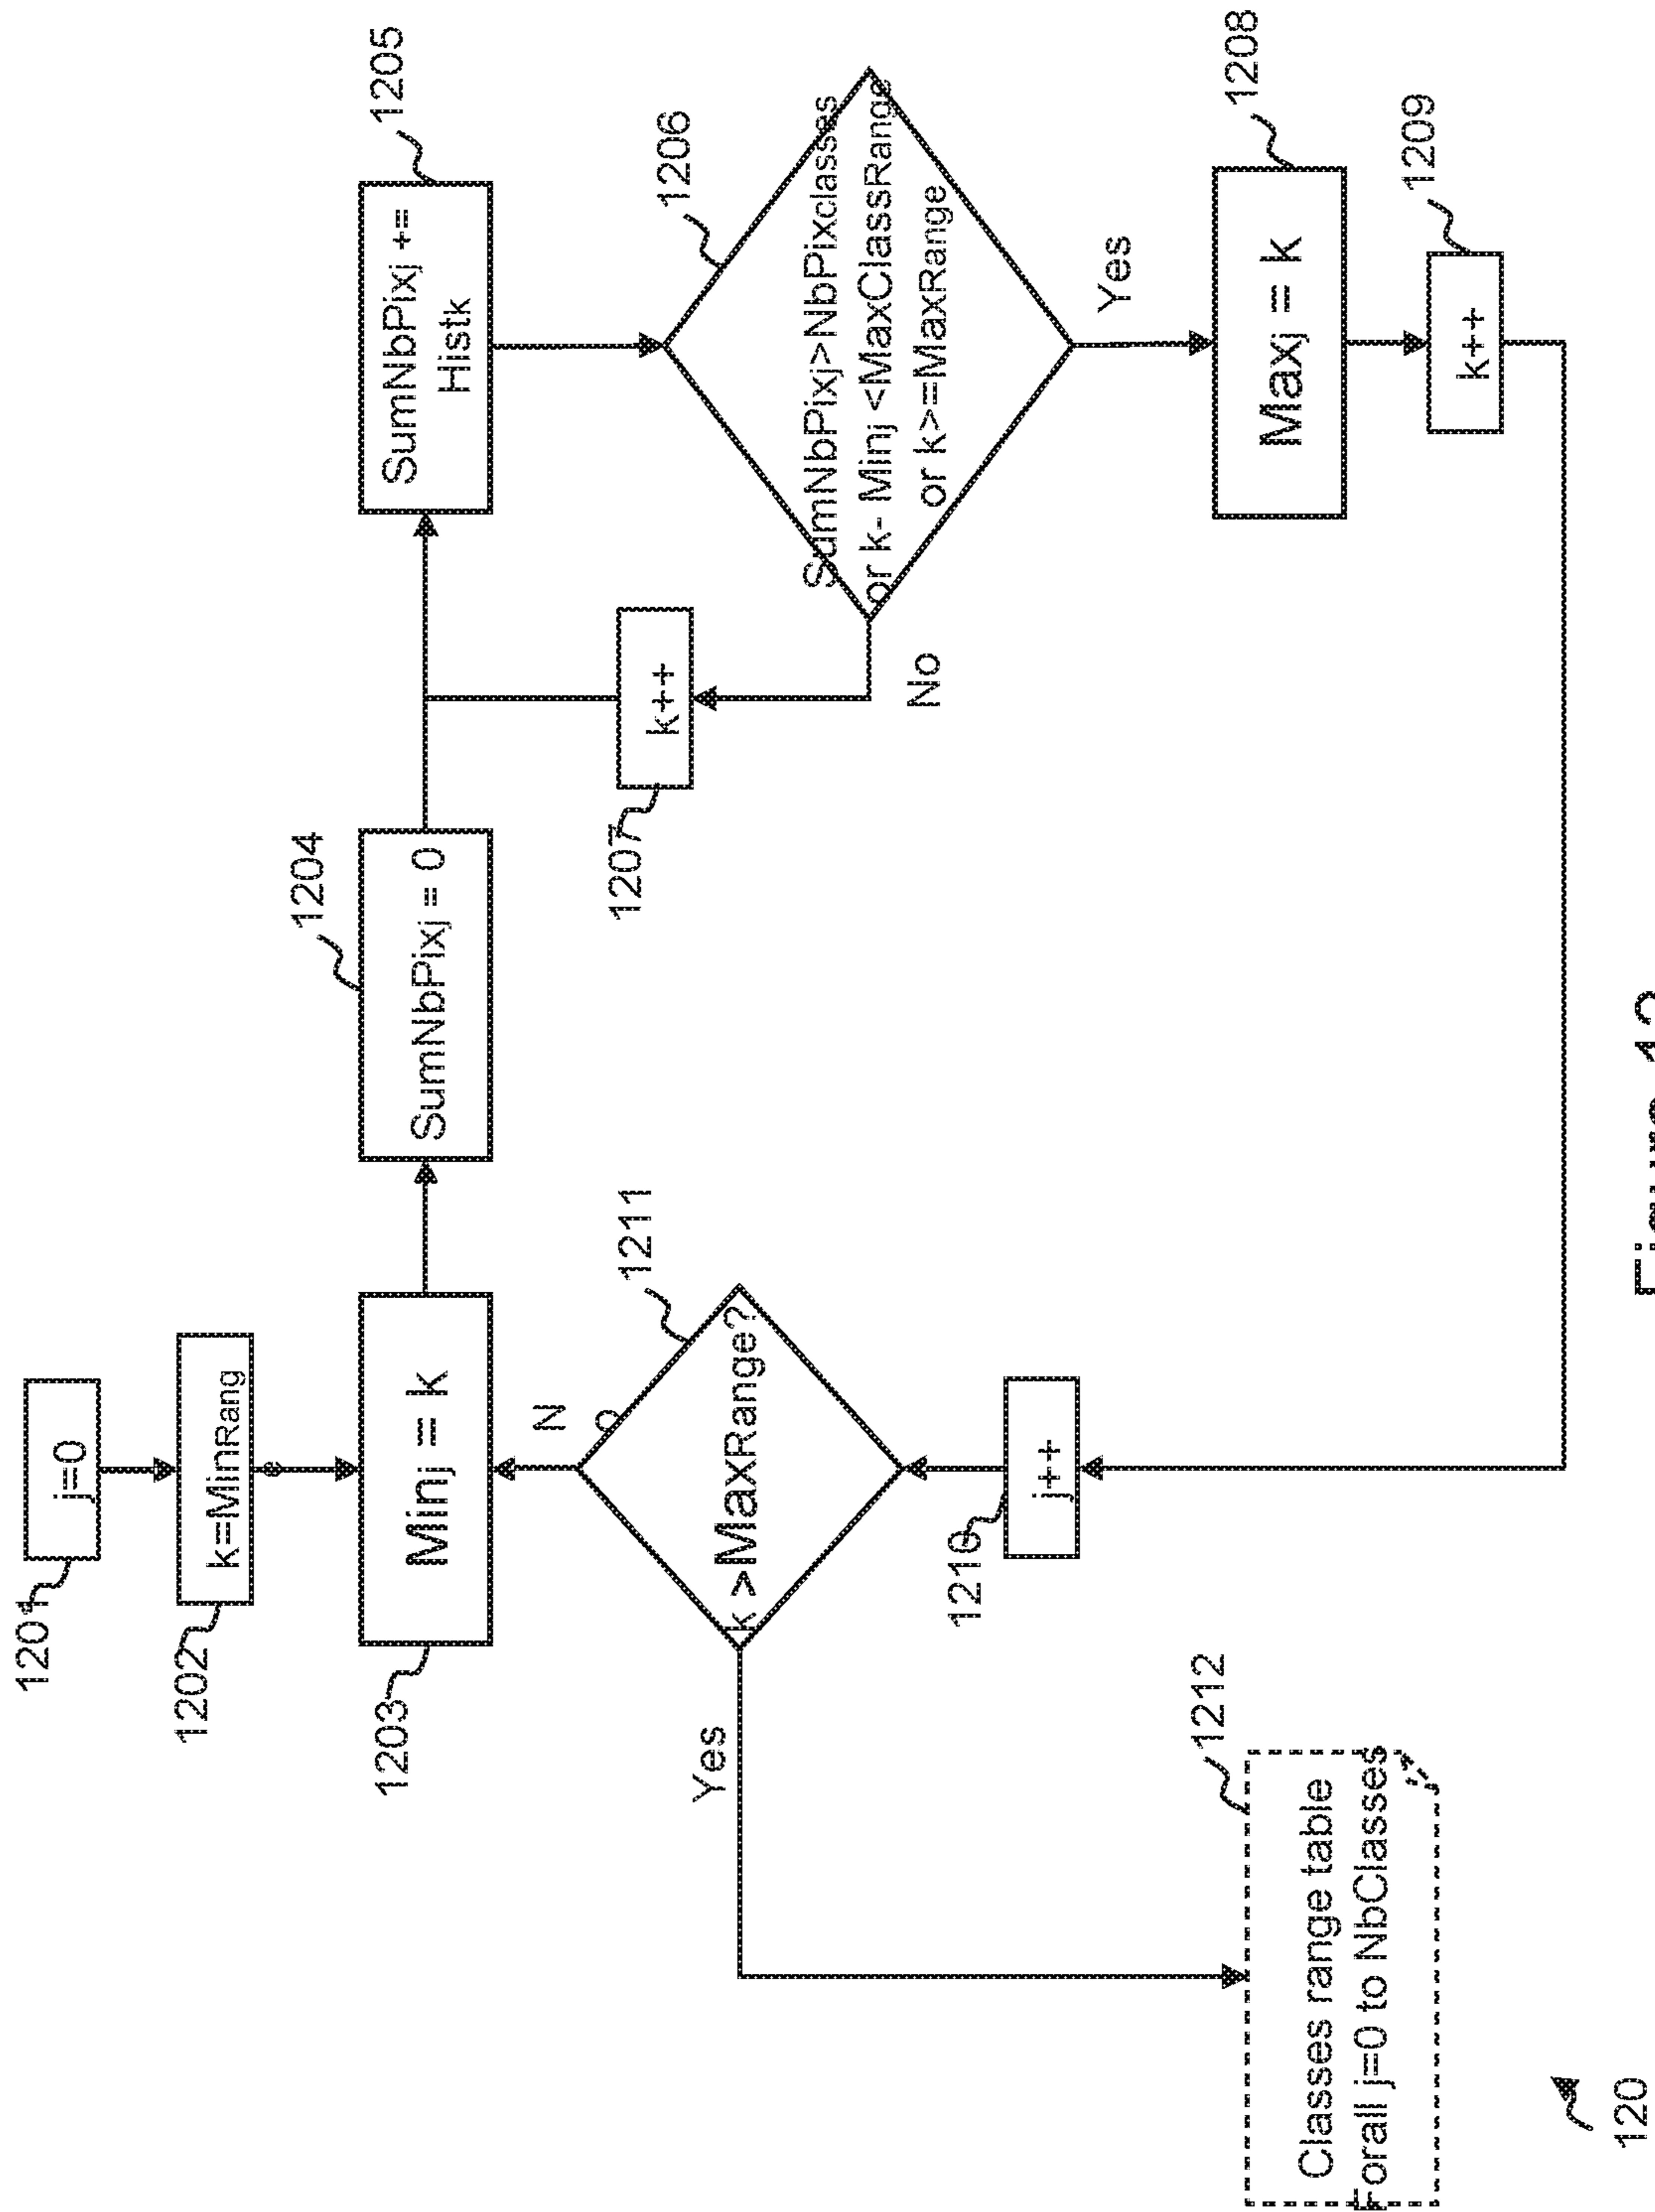 1201
j=0
1202
k=MinRang
e
1203
Minj = k
1204
SumNbPixj = 0
1205
SumNbPixj +=
Histk
1206
SumNbPixj>NbPixclasses
or k- Minj <MaxClassRange
or k>=MaxRange
No
1207
k++
Yes
1208
Maxj = k
1209
k++
1210
j++
1211
k >MaxRange?
N
o
Yes
1212
Classes range table
Forall j=0 to NbClasses
120